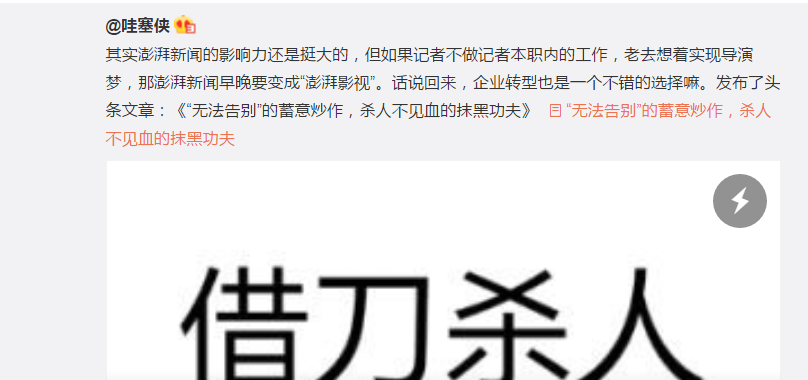 @哇塞侠
其实澎湃新闻的影响力还是挺大的，但如果记者不做记者本职内的工作，老去想着实现导演
梦，那澎湃新闻早晚要变成“澎湃影视”。话说回来，企业转型也是一个不错的选择嘛。发布了头
条文章：《“无法告别”的蓄意炒作，杀人不见血的抹黑功夫》 “无法告别”的蓄意炒作，杀人
不见血的抹黑功夫
借刀杀人